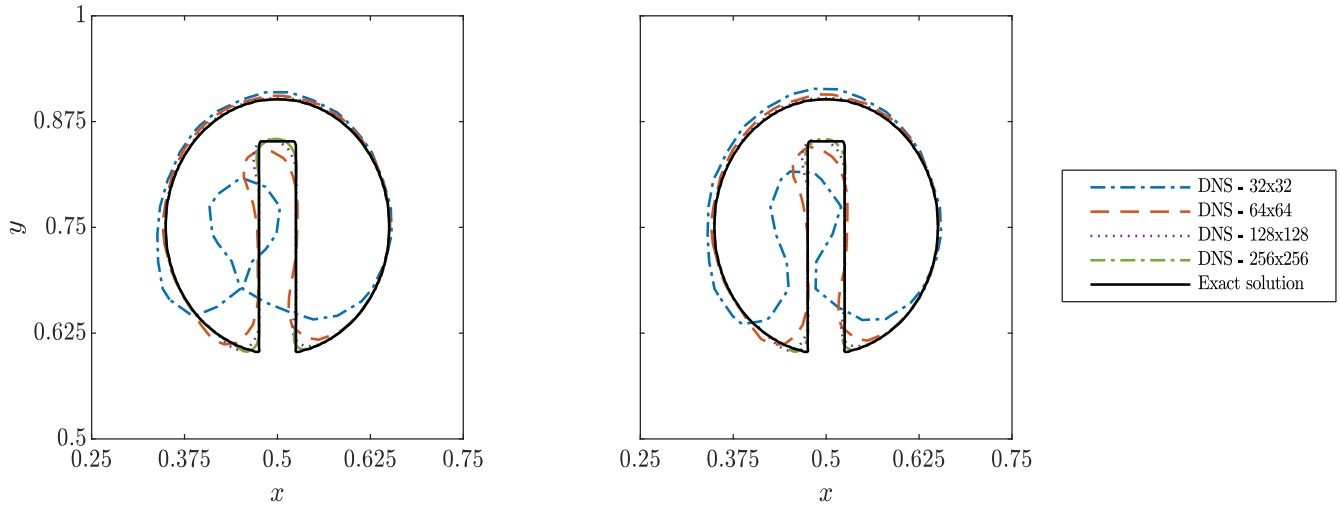 1
0.875
0.75
0.625
0.5
y
0.25 0.375 0.5 0.625 0.75
x
0.25 0.375 0.5 0.625 0.75
x
DNS - 32x32
DNS - 64x64
DNS - 128x128
DNS - 256x256
Exact solution